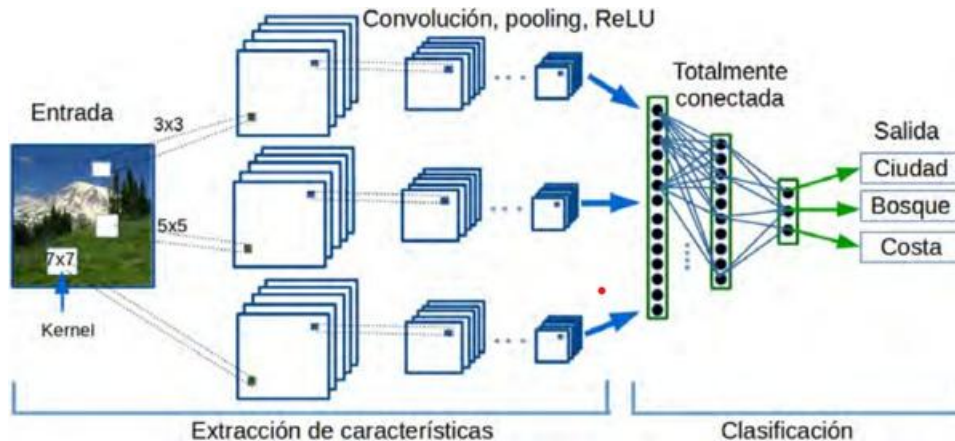 Convolución, pooling, ReLU
Entrada
3x3
5x5
7x7
Kernel
Totalmente
conectada
Salida
Ciudad
Bosque
Costa
Extracción de características
Clasificación